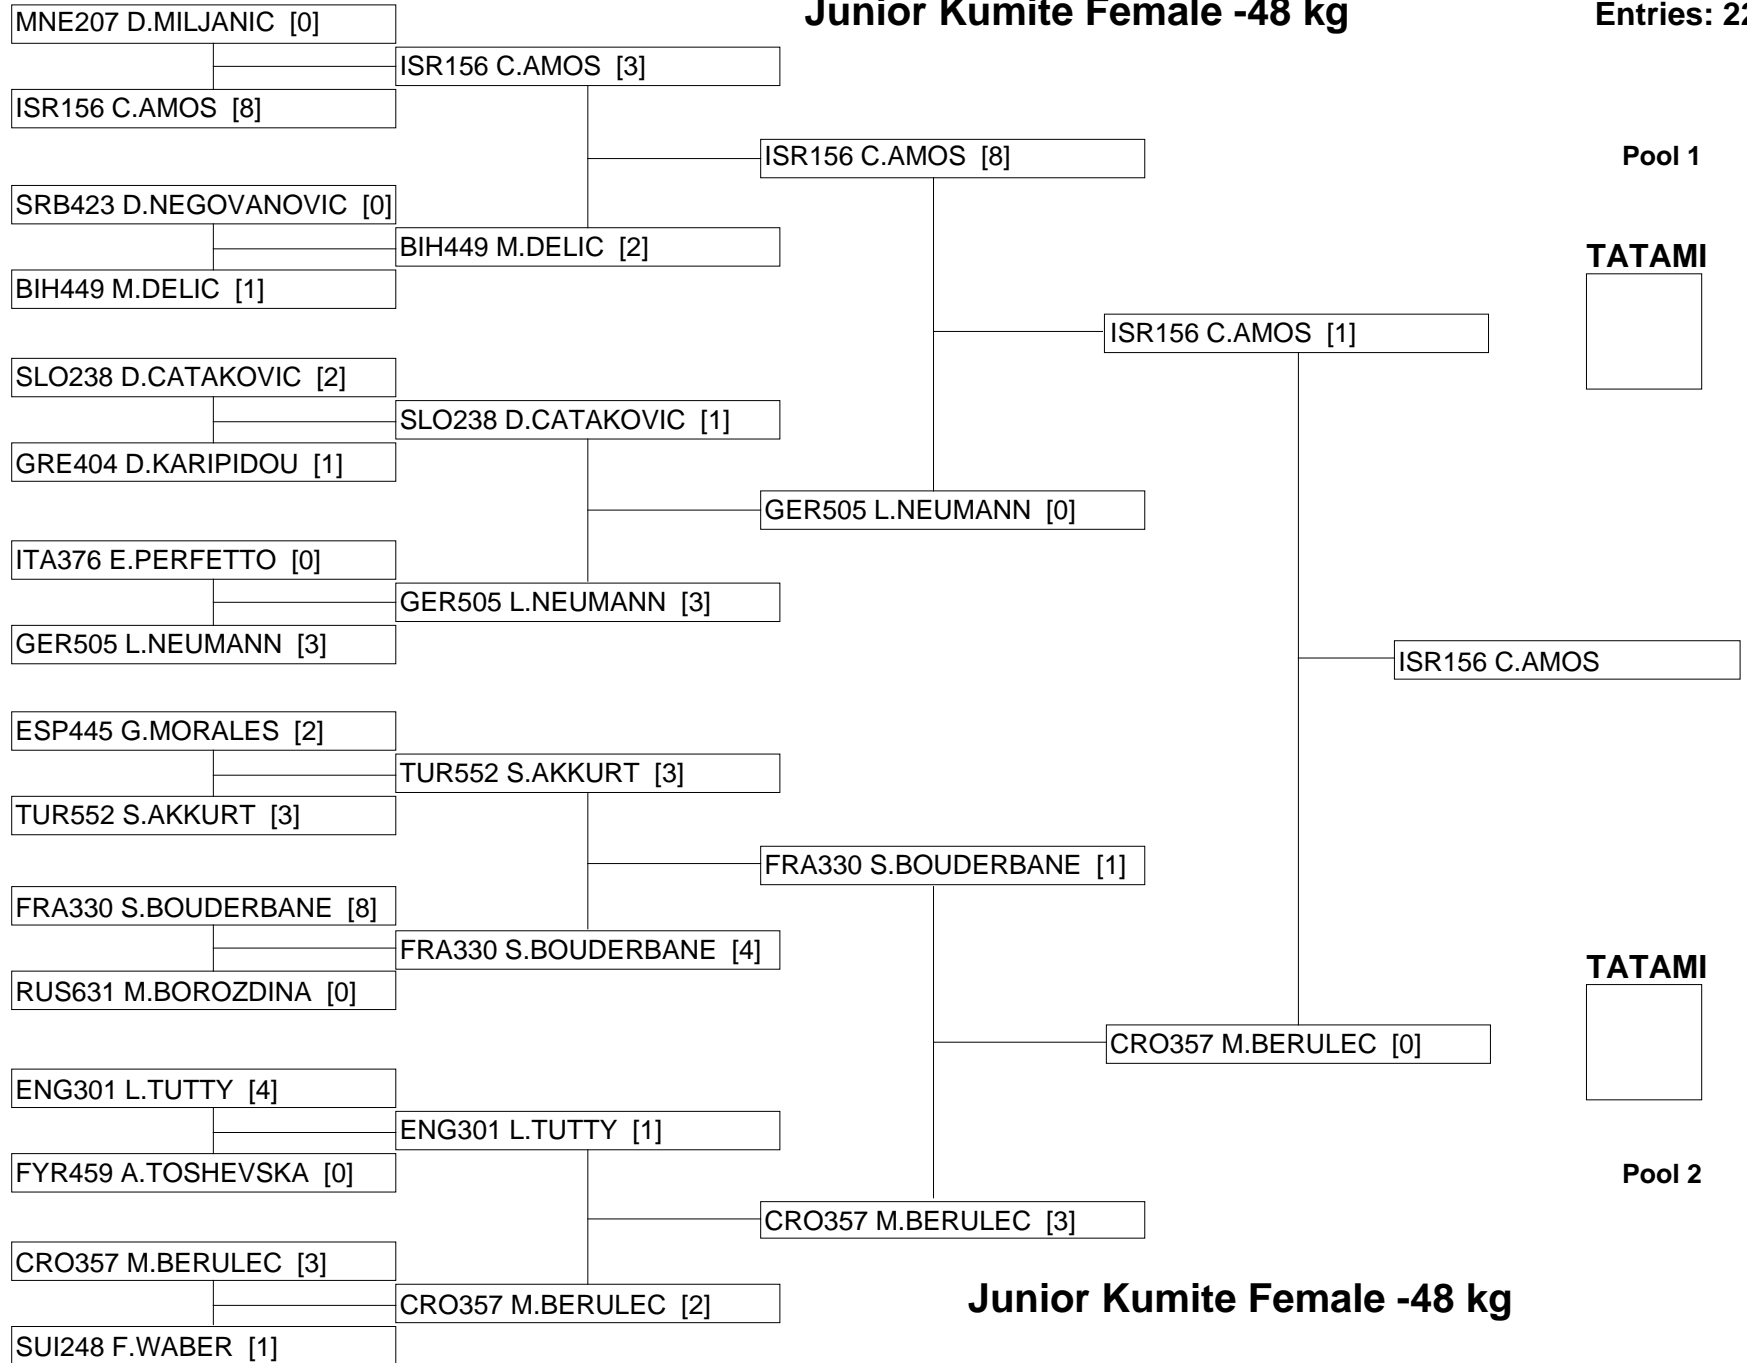 Junior Kumite Female -48 kg
Entries: 22
MNE207 D.MILJANIC [0]
ISR156 C.AMOS [3]
ISR156 C.AMOS [8]
ISR156 C.AMOS [8]
Pool 1
SRB423 D.NEGOVANOVIC [0]
BIH449 M.DELIC [2]
TATAMI
BIH449 M.DELIC [1]
ISR156 C.AMOS [1]
SLO238 D.CATAKOVIC [2]
SLO238 D.CATAKOVIC [1]
GRE404 D.KARIPIDOU [1]
GER505 L.NEUMANN [0]
ITA376 E.PERFETTO [0]
GER505 L.NEUMANN [3]
GER505 L.NEUMANN [3]
ISR156 C.AMOS
ESP445 G.MORALES [2]
TUR552 S.AKKURT [3]
TUR552 S.AKKURT [3]
FRA330 S.BOUDERBANE [1]
FRA330 S.BOUDERBANE [8]
FRA330 S.BOUDERBANE [4]
TATAMI
RUS631 M.BOROZDINA [0]
CRO357 M.BERULEC [0]
ENG301 L.TUTTY [4]
ENG301 L.TUTTY [1]
FYR459 A.TOSHEVSKA [0]
Pool 2
CRO357 M.BERULEC [3]
CRO357 M.BERULEC [3]
CRO357 M.BERULEC [2]
Junior Kumite Female -48 kg
SUI248 F.WABER [1]